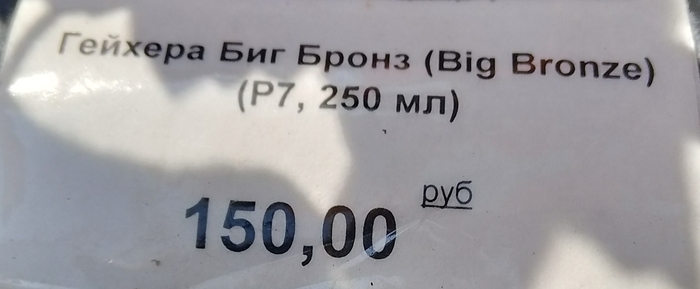 Гейхера Биг Бронз (Big Bronze)
(P7, 250 мл)
150,00 руб